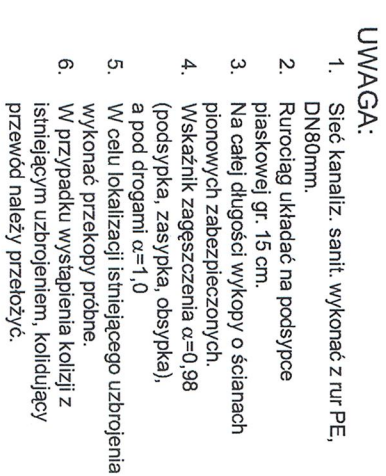 UWAGA:
1. Sieć kanaliz. sanit. wykonać z rur PE,
DN80mm.
2. Rurociąg układać na podsypce
piaskowej gr. 15 cm.
3. Na całej długości wykopy o ścianach
pionowych zabezpieczonych.
4. Wskaźnik zagęszczenia α=0,98
(podsypka, zasypka, obsypka),
a pod drogami α=1,0
5. W celu lokalizacji istniejącego uzbrojenia
wykonać przekopy próbne.
6. W przypadku wystąpienia kolizji z
istniejącym uzbrojeniem, kolidujący
przewód należy przełożyć.